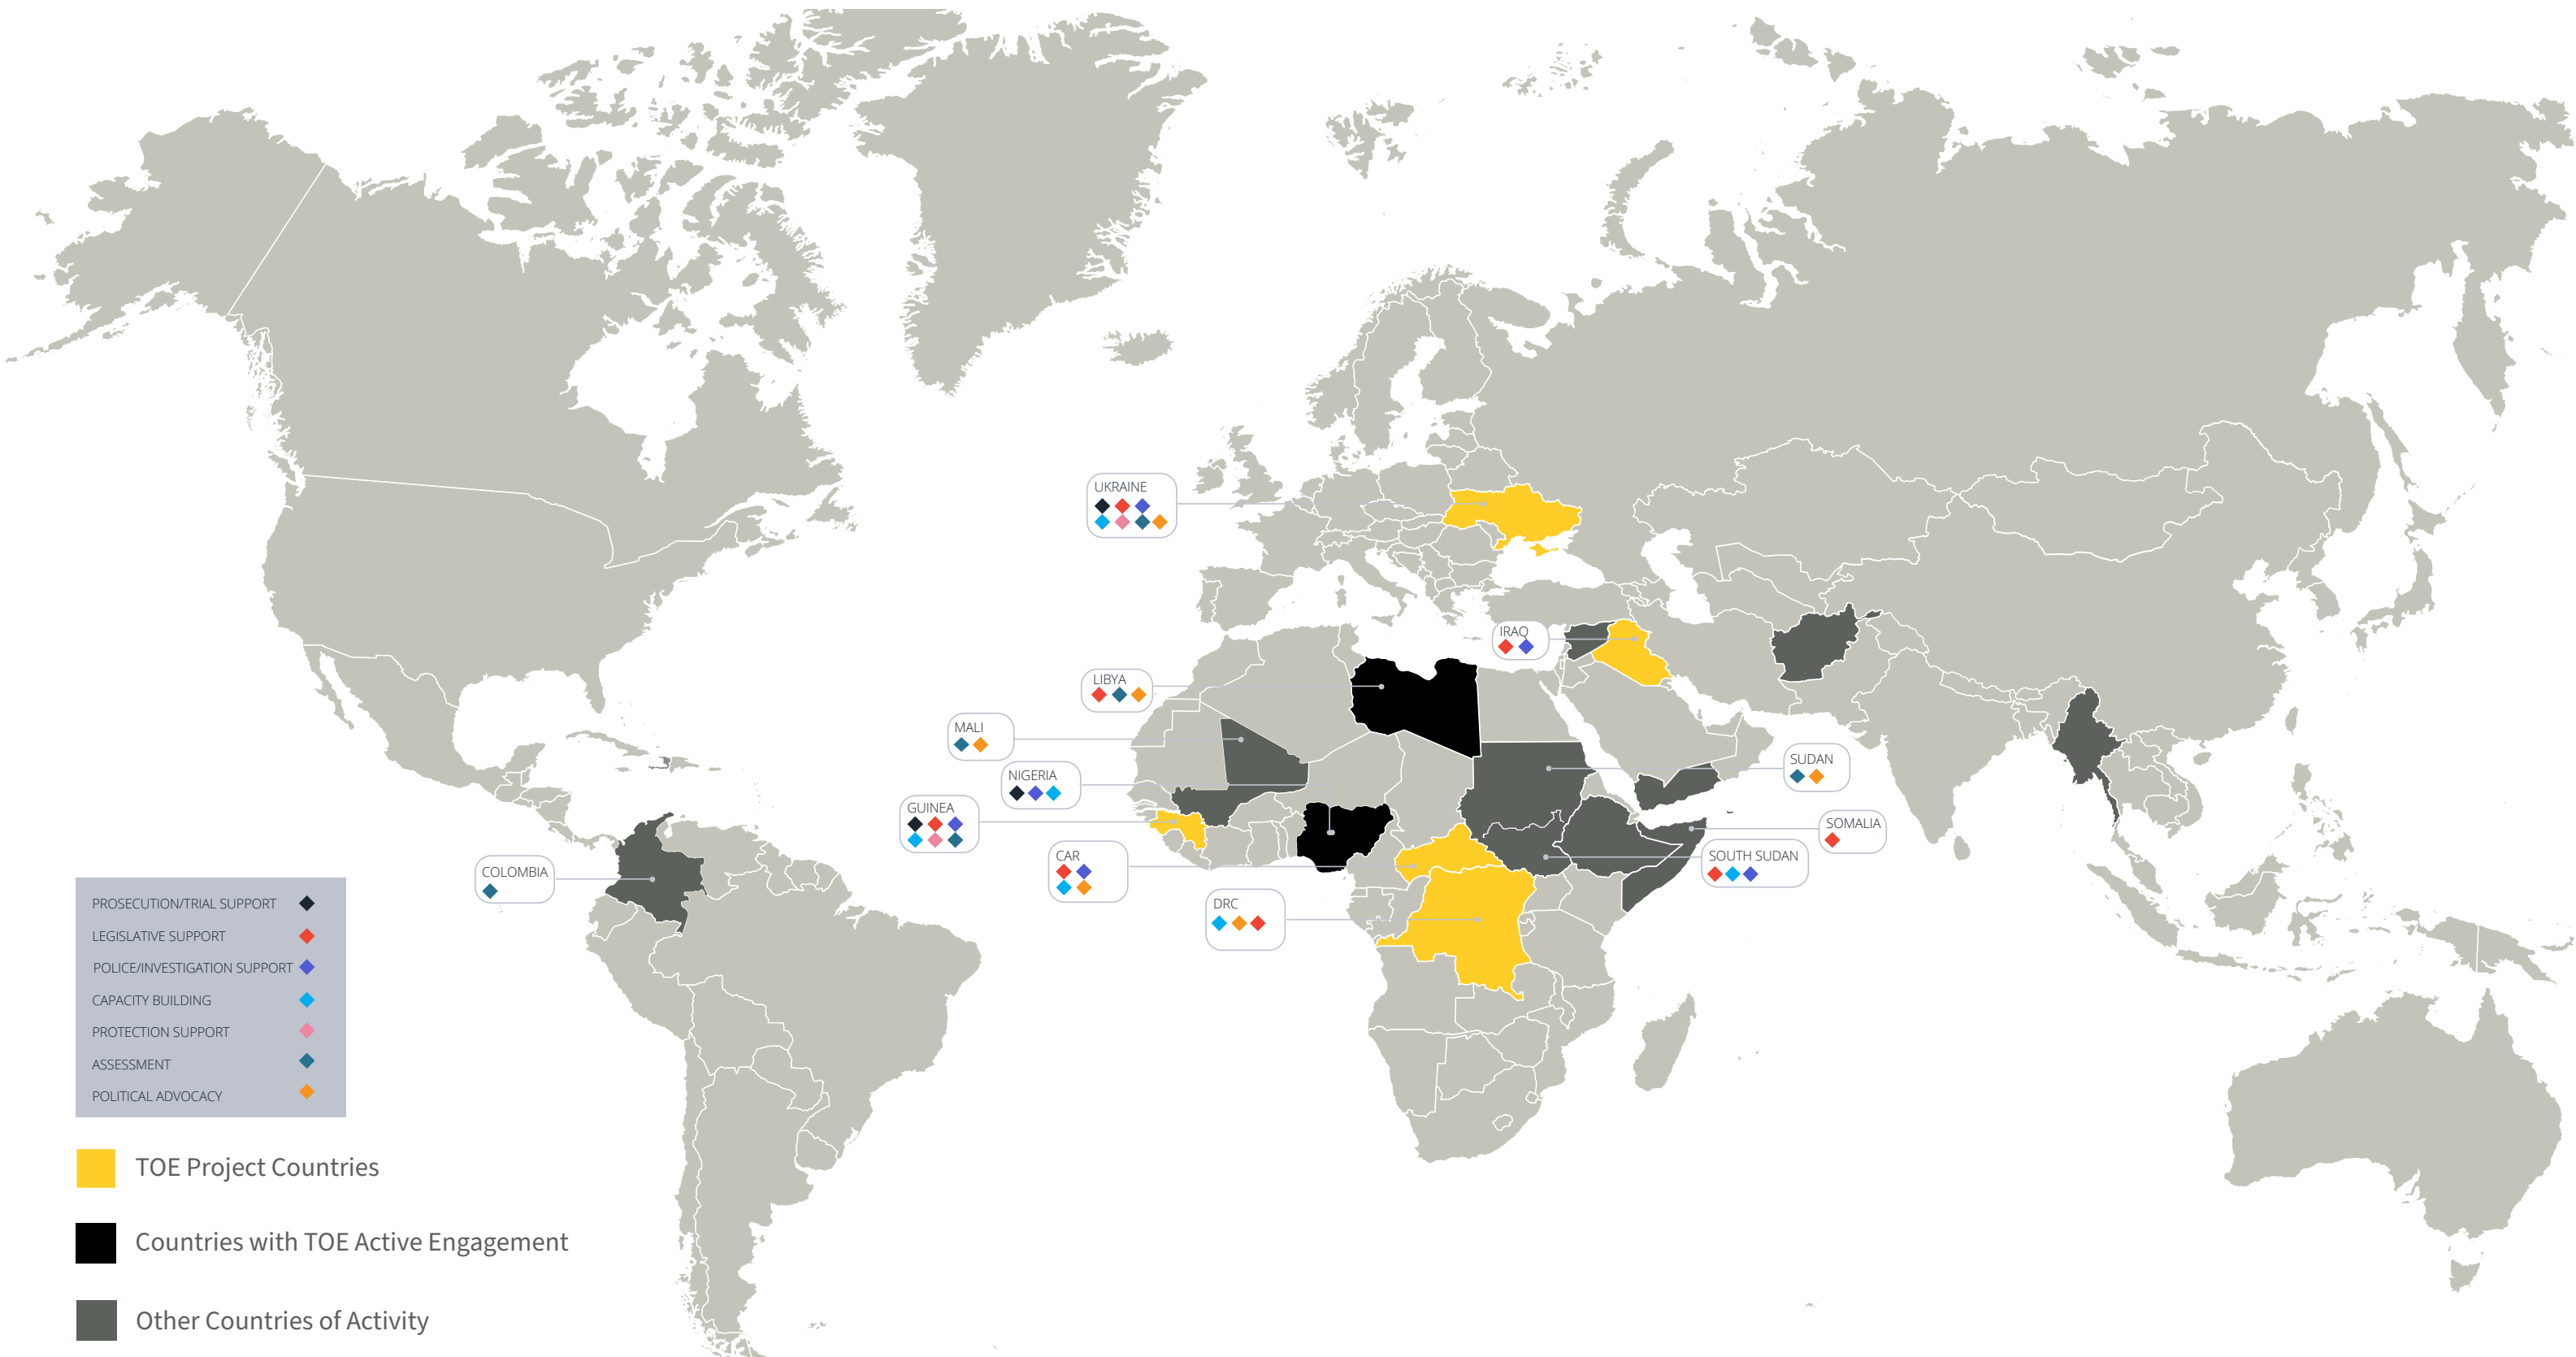 UKRAINE
IRAQ
LIBYA
MALI
SUDAN
NIGERIA
GUINEA
SOMALIA
CAR
SOUTH SUDAN
COLOMBIA
DRC
PROSECUTION/TRIAL SUPPORT
LEGISLATIVE SUPPORT
POLICE/INVESTIGATION SUPPORT
CAPACITY BUILDING
PROTECTION SUPPORT
ASSESSMENT
POLITICAL ADVOCACY
TOE Project Countries
Countries with TOE Active Engagement
Other Countries of Activity